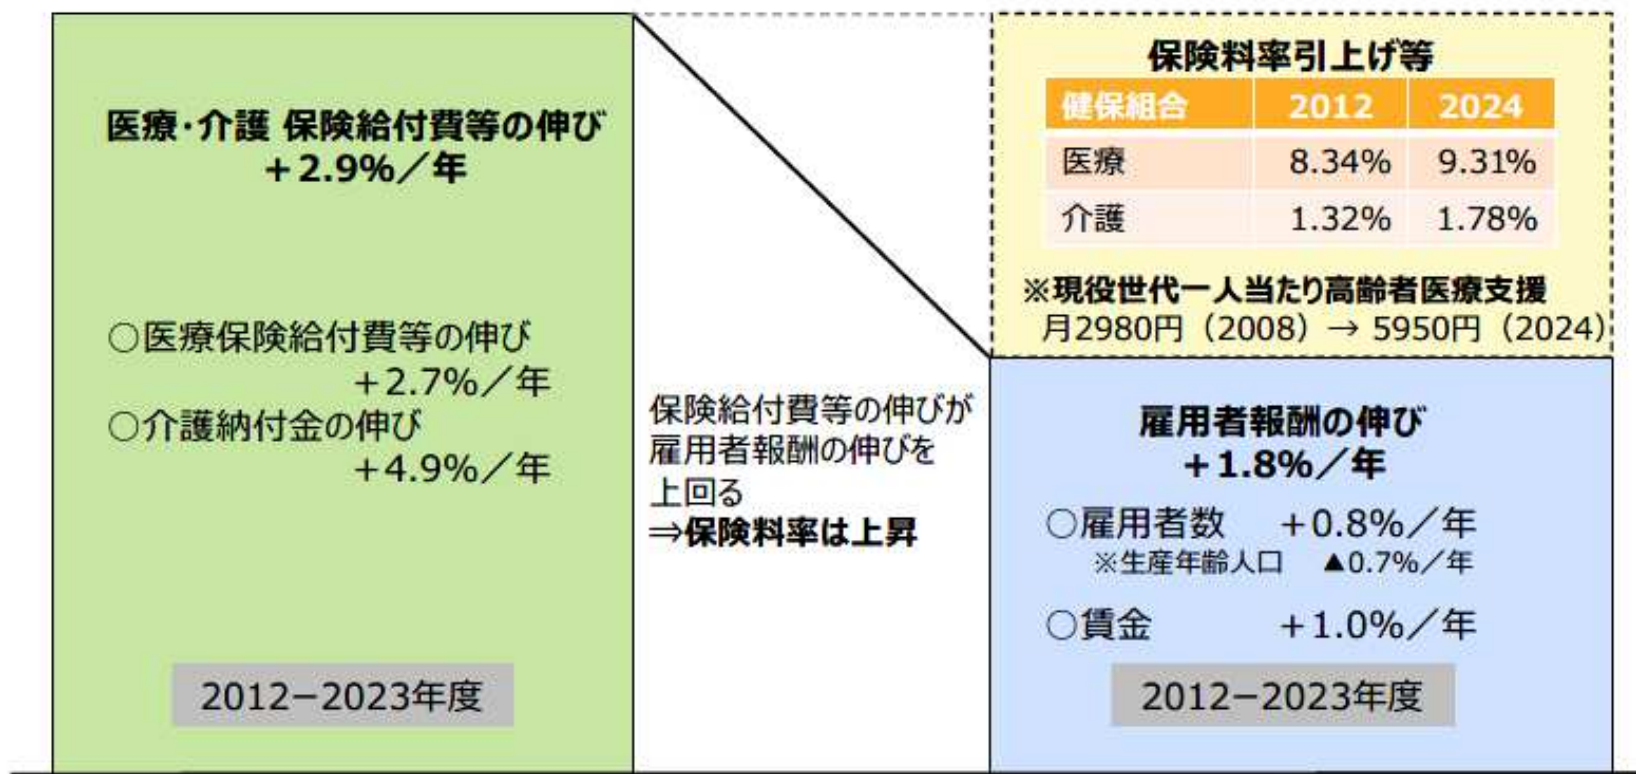 医療・介護 保険給付費等の伸び
+2.9%／年
○医療保険給付費等の伸び
+2.7%／年
○介護納付金の伸び
+4.9%／年
2012−2023年度
保険給付費等の伸びが
雇用者報酬の伸びを
上回る
⇒保険料率は上昇
保険料率引上げ等
健保組合 2012 2024
医療 8.34% 9.31%
介護 1.32% 1.78%
※現役世代一人当たり高齢者医療支援
月2980円（2008）→ 5950円（2024）
雇用者報酬の伸び
+1.8%／年
○雇用者数 +0.8%／年
※生産年齢人口 ▲0.7%／年
○賃金 +1.0%／年
2012−2023年度